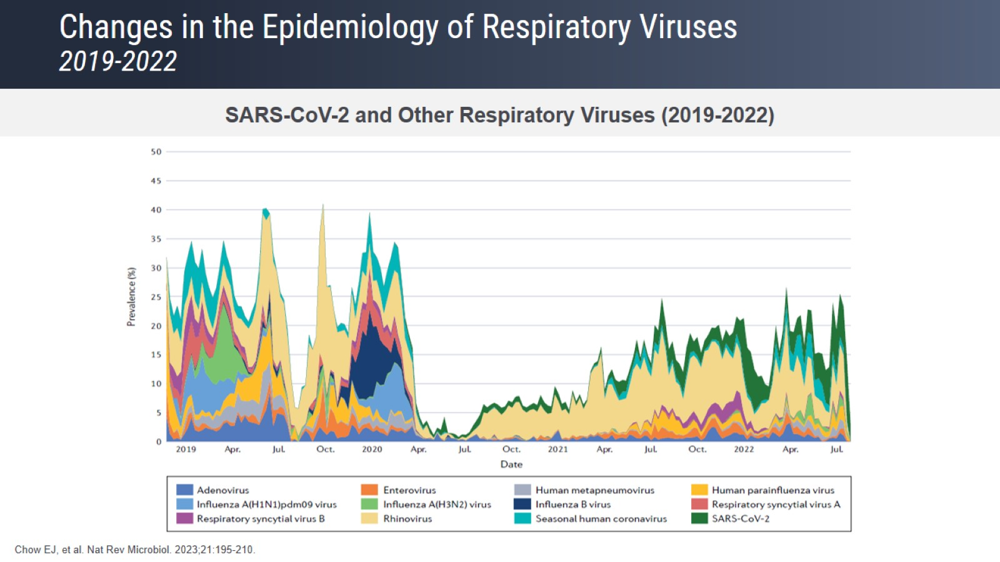 Changes in the Epidemiology of Respiratory Viruses
2019-2022
SARS-CoV-2 and Other Respiratory Viruses (2019-2022)
50
45
40
35
30
25
20
15
10
5
0
Prevalence (%)
2019 Apr. Jul. Oct. 2020 Apr. Jul. Oct. 2021 Apr. Jul. Oct. 2022 Apr. Jul.
Date
Adenovirus Enterovirus Human metapneumovirus Human parainfluenza virus
Influenza A(H1N1)pdm09 virus Influenza A(H3N2) virus Influenza B virus Respiratory syncytial virus A
Respiratory syncytial virus B Rhinovirus Seasonal human coronavirus SARS-CoV-2
Chow EJ, et al. Nat Rev Microbiol. 2023;21:195-210.